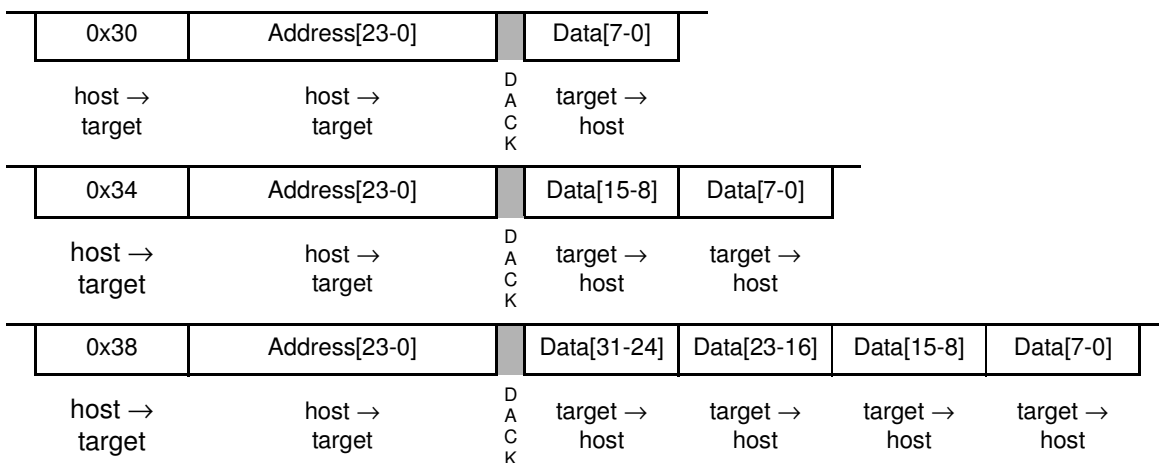 0x30 Address[23-0] Data[7-0]
host → host → D A C K target →
target target host
0x34 Address[23-0] Data[15-8] Data[7-0]
host → host → D A C K target → target →
target target host host
0x38 Address[23-0] Data[31-24] Data[23-16] Data[15-8] Data[7-0]
host → host → D A C K target → target → target → target →
target target host host host host